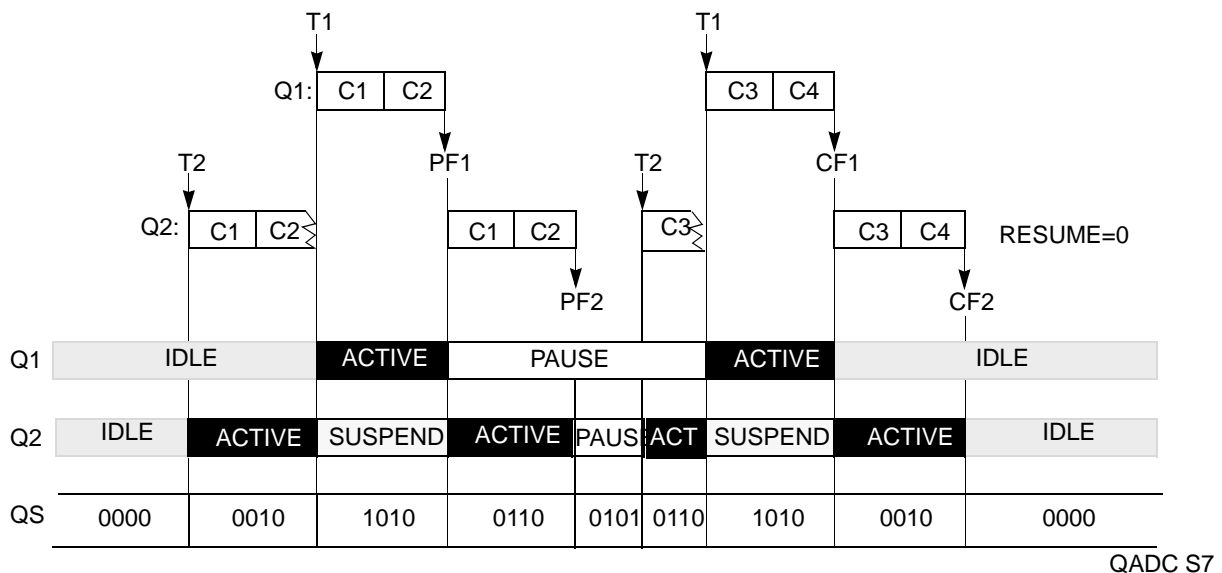 T1 T1
Q1: C1 C2 C3 C4
T2 PF1 T2 CF1
Q2: C1 C2 C1 C2 C3 C3 C4 RESUME=0
PF2 CF2
Q1 IDLE ACTIVE PAUSE ACTIVE IDLE
Q2 IDLE ACTIVE SUSPEND ACTIVE PAUSE ACT SUSPEND ACTIVE IDLE
QS 0000 0010 1010 0110 0101 0110 1010 0010 0000
QADC S7